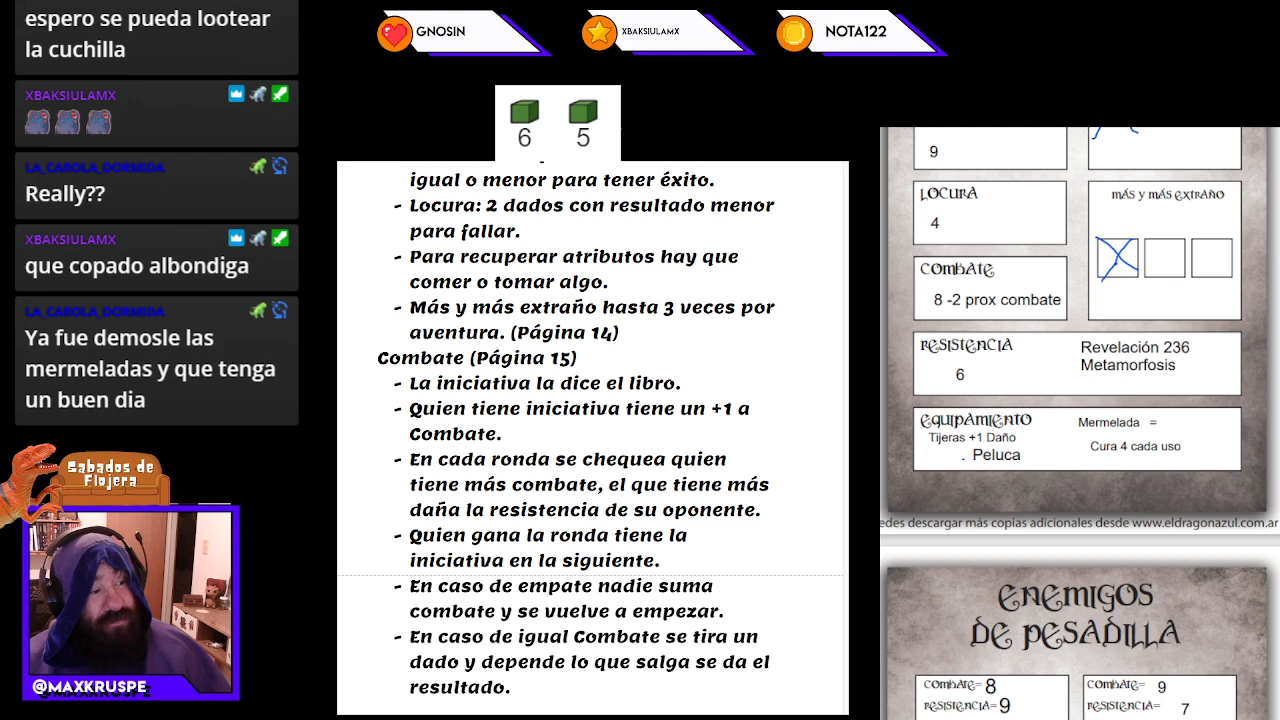 espero se pueda lootear
la cuchilla
XBAKSIULAMX
LA_CAROLA_DORMIDA
Really??
XBAKSIULAMX
que copado albondiga
LA_CAROLA_DORMIDA
Ya fue demosle las
mermeladas y que tenga
un buen dia
Sabados de
Flojera
@MAXKRUSPE
GNOSIN
XBAKSIULAMX
NOTA122
6 5
igual o menor para tener éxito.
- Locura: 2 dados con resultado menor
para fallar.
- Para recuperar atributos hay que
comer o tomar algo.
- Más y más extraño hasta 3 veces por
aventura. (Página 14)
Combate (Página 15)
- La iniciativa la dice el libro.
- Quien tiene iniciativa tiene un +1 a
Combate.
- En cada ronda se chequea quien
tiene más combate, el que tiene más
daña la resistencia de su oponente.
- Quien gana la ronda tiene la
iniciativa en la siguiente.
- En caso de empate nadie suma
combate y se vuelve a empezar.
- En caso de igual Combate se tira un
dado y depende lo que salga se da el
resultado.
9
LOCURA
4
MÁS Y MÁS EXTRAÑO
COMBATE
8 -2 prox combate
RESISTENCIA
6
Revelación 236
Metamorfosis
EQUIPAMIENTO
Tijeras +1 Daño
. Peluca
Mermelada =
Cura 4 cada uso
edes descargar más copias adicionales desde www.eldragonazul.com.ar
ENEMIGOS
DE PESADILLA
COMBATE= 8
RESISTENCIA= 9
COMBATE= 9
RESISTENCIA= 7